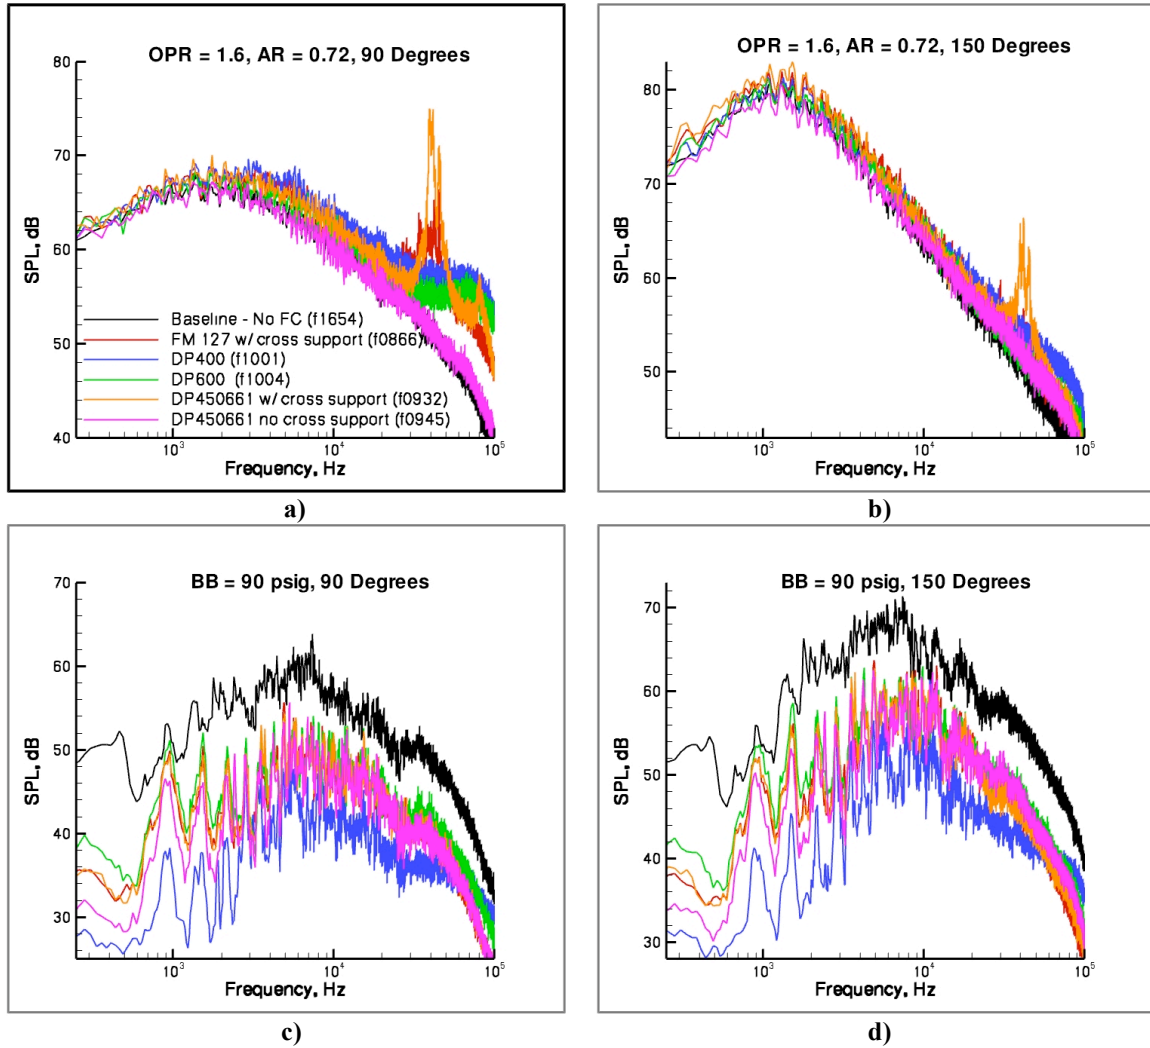 OPR = 1.6, AR = 0.72, 90 Degrees
80
70
60
50
40
SPL, dB
Baseline - No FC (f1654)
FM 127 w/ cross support (f0866)
DP400 (f1001)
DP600 (f1004)
DP450661 w/ cross support (f0932)
DP450661 no cross support (f0945)
10³ 10⁴ 10⁵
Frequency, Hz
a)
OPR = 1.6, AR = 0.72, 150 Degrees
80
70
60
50
SPL, dB
10³ 10⁴ 10⁵
Frequency, Hz
b)
BB = 90 psig, 90 Degrees
70
60
50
40
30
SPL, dB
10³ 10⁴ 10⁵
Frequency, Hz
c)
BB = 90 psig, 150 Degrees
70
60
50
40
30
SPL, dB
10³ 10⁴ 10⁵
Frequency, Hz
d)